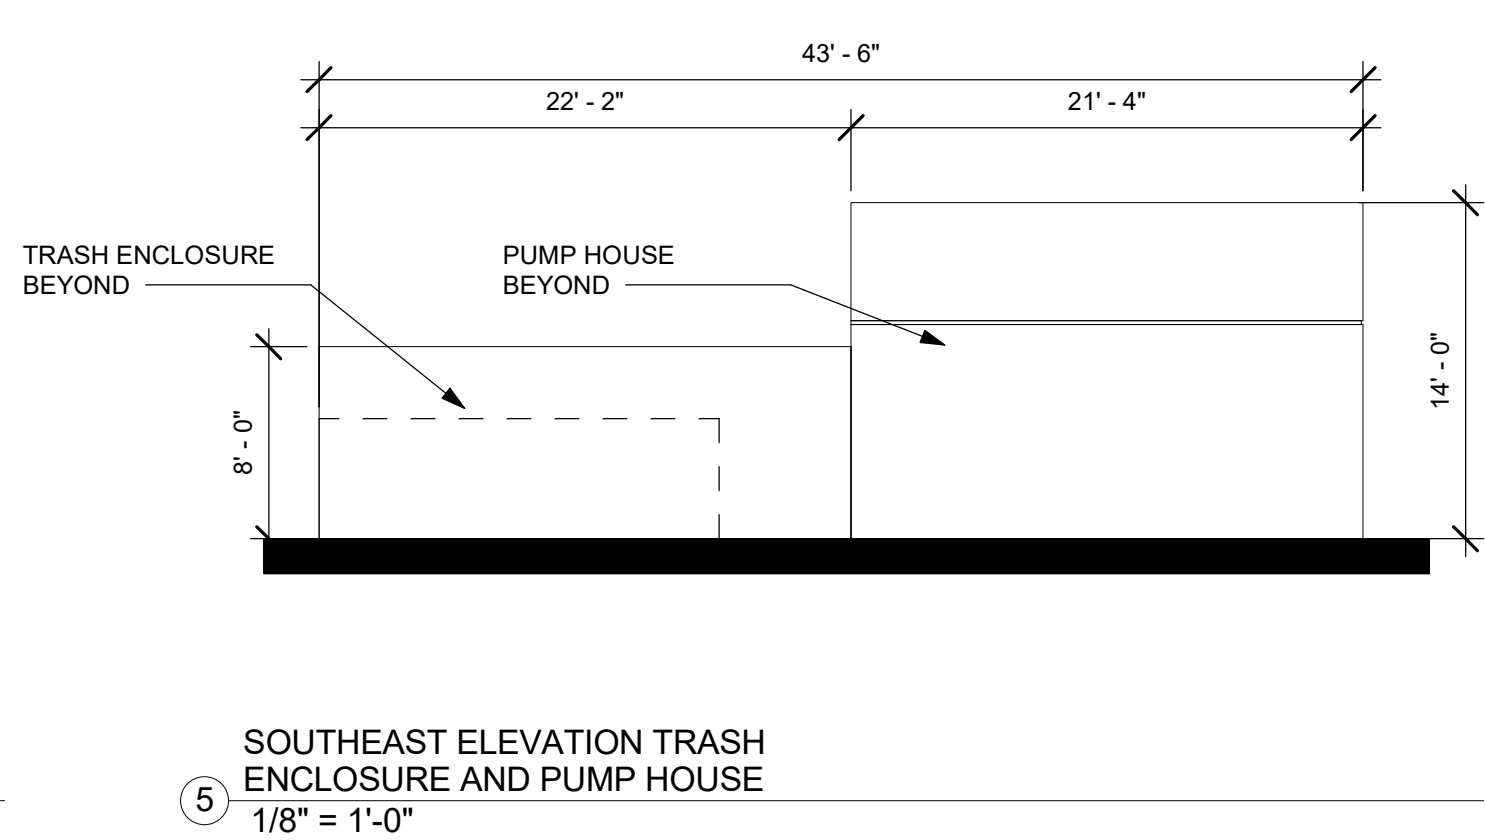 43' - 6"
22' - 2"
21' - 4"
TRASH ENCLOSURE
BEYOND
PUMP HOUSE
BEYOND
14' - 0"
8' - 0"
SOUTHEAST ELEVATION TRASH
ENCLOSURE AND PUMP HOUSE
5
1/8" = 1'-0"